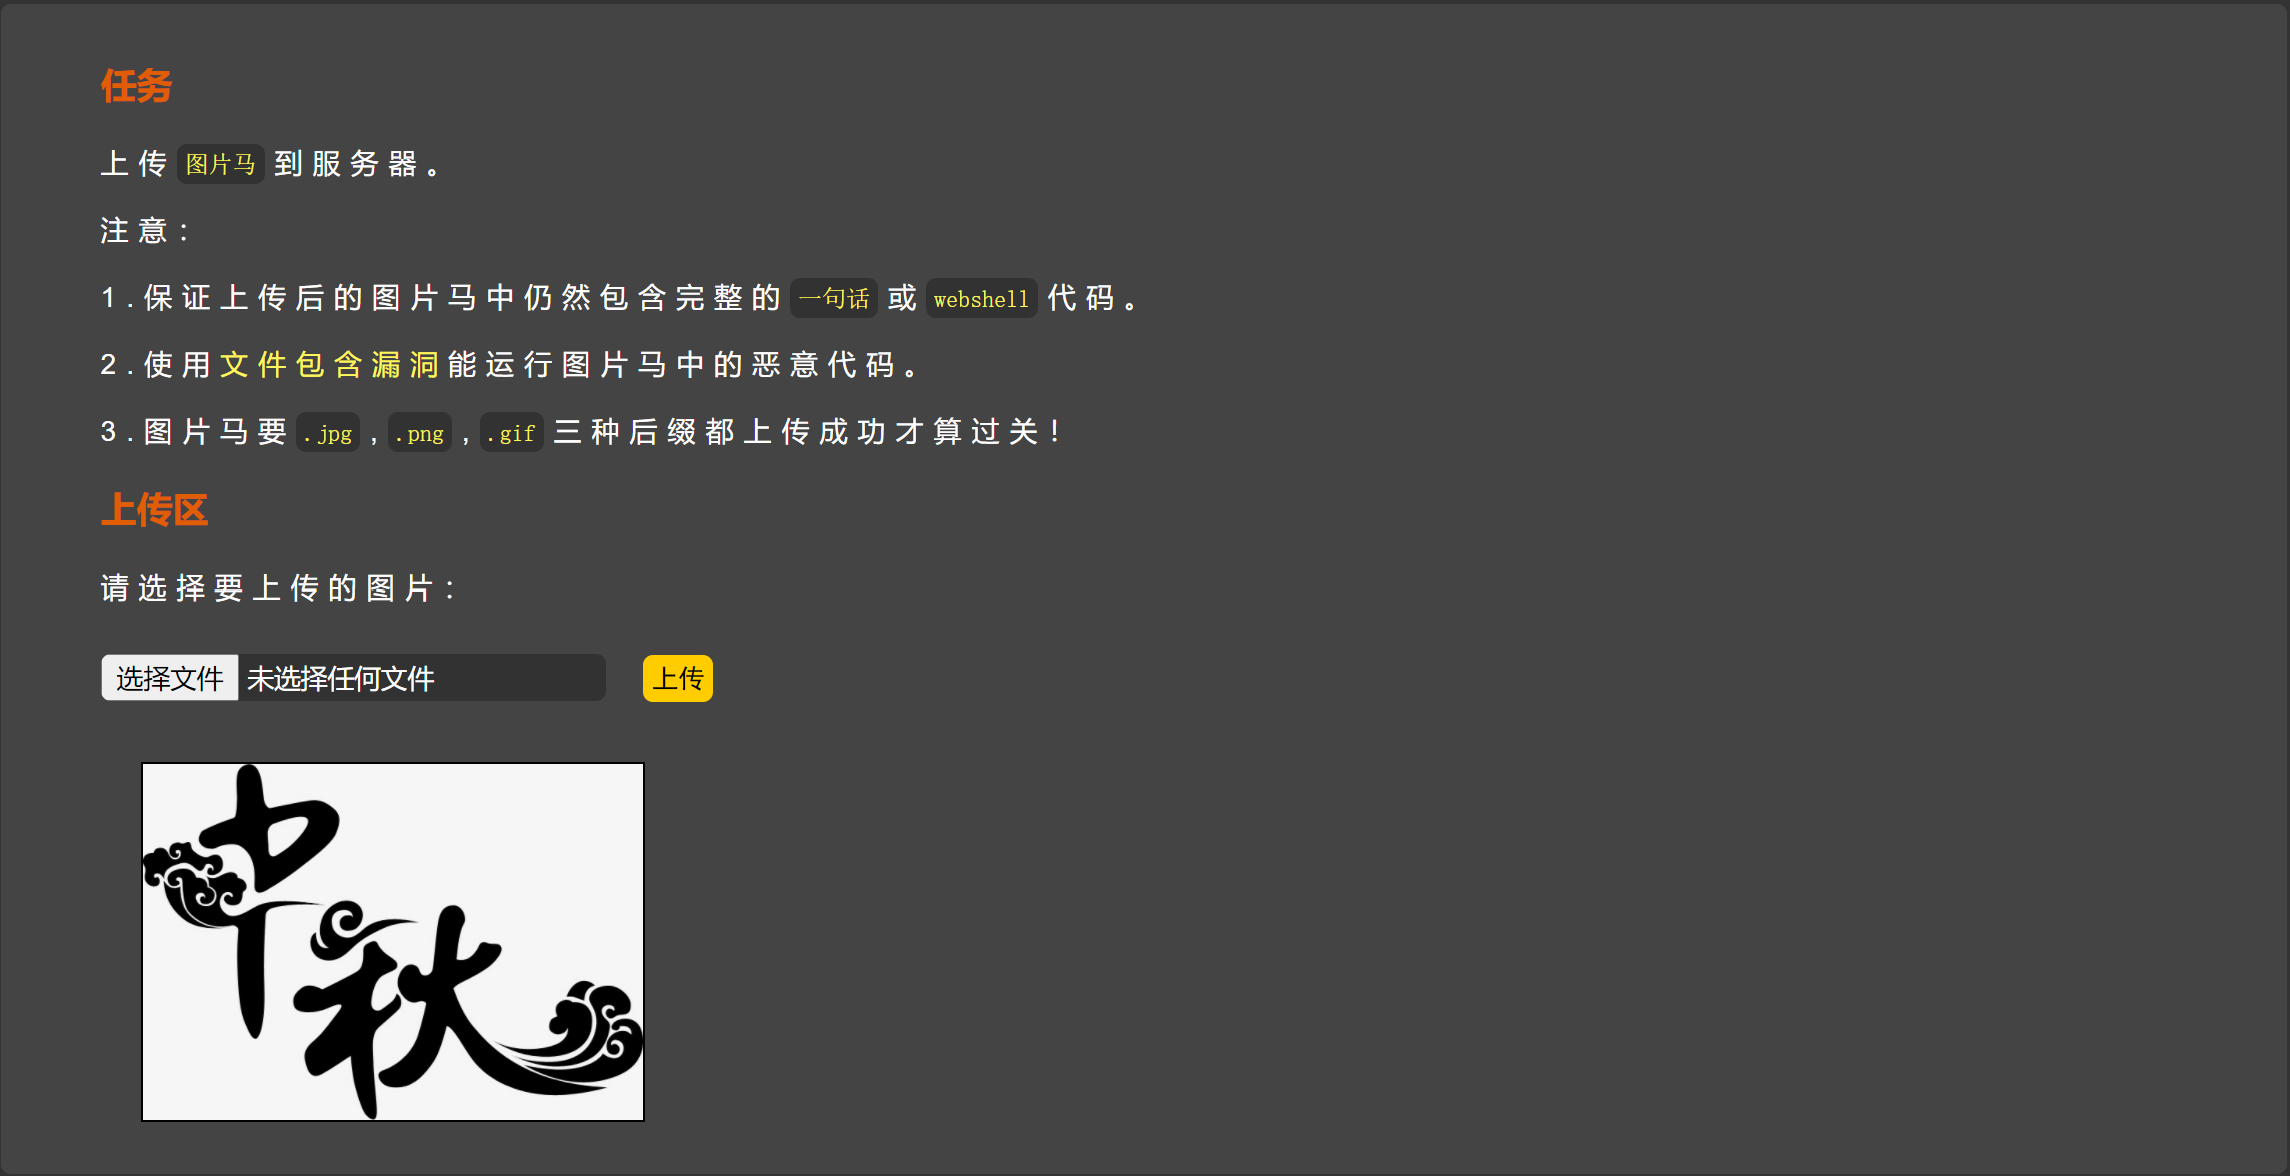 任务
上传 图片马 到服务器。
注意：
1.保证上传后的图片马中仍然包含完整的 一句话 或 webshell 代码。
2.使用文件包含漏洞能运行图片马中的恶意代码。
3.图片马要 .jpg , .png , .gif 三种后缀都上传成功才算过关！
上传区
请选择要上传的图片：
选择文件 未选择任何文件 上传
中秋